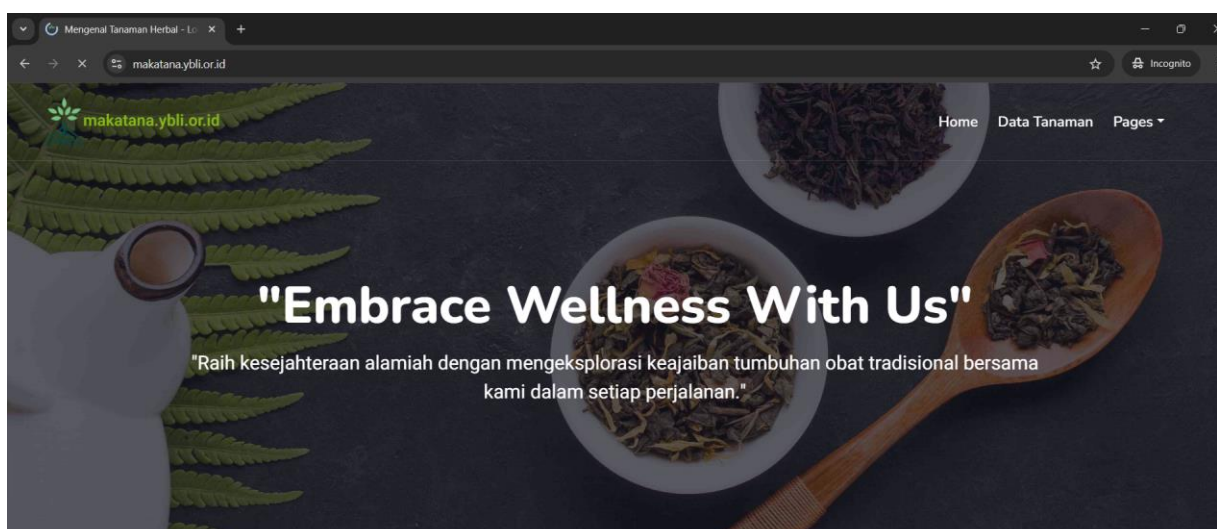 Mengenal Tanaman Herbal - Lo
makatana.ybli.or.id
Incognito
makatana.ybli.or.id
Home Data Tanaman Pages
"Embrace Wellness With Us"
"Raih kesejahteraan alamiah dengan mengeksplorasi keajaiban tumbuhan obat tradisional bersama
kami dalam setiap perjalanan."